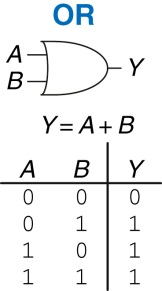 OR
A
B
Y
Y = A + B
A B Y
0 0 0
0 1 1
1 0 1
1 1 1